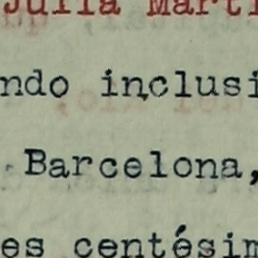 Julia Marti
ndo inclusi
Barcelona,
es centésim